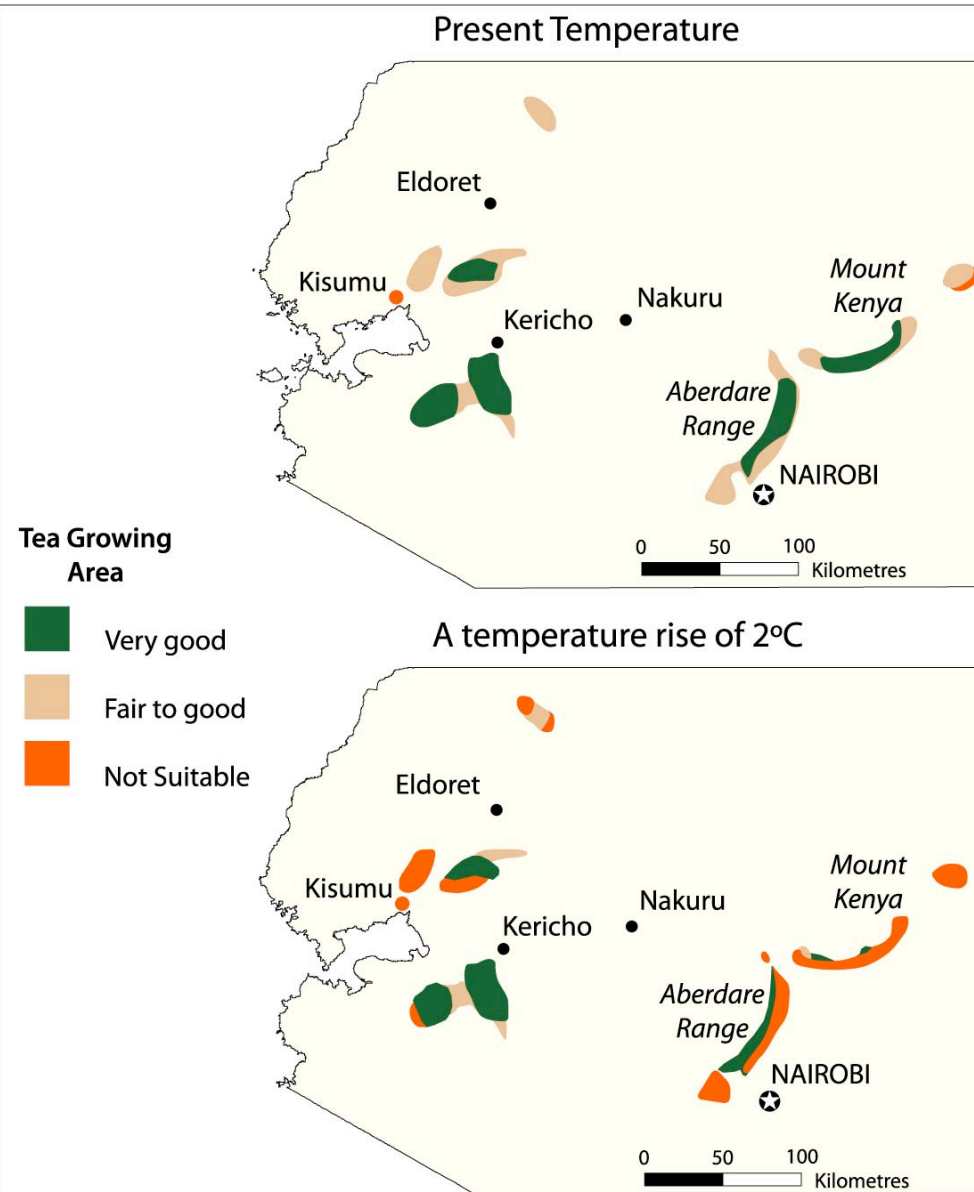 Present Temperature
Eldoret
Kisumu
Kericho
Nakuru
Mount
Kenya
Aberdare
Range
NAIROBI
0 50 100
Kilometres
Tea Growing
Area
Very good
Fair to good
Not Suitable
A temperature rise of 2ºC
Eldoret
Kisumu
Kericho
Nakuru
Mount
Kenya
Aberdare
Range
NAIROBI
0 50 100
Kilometres